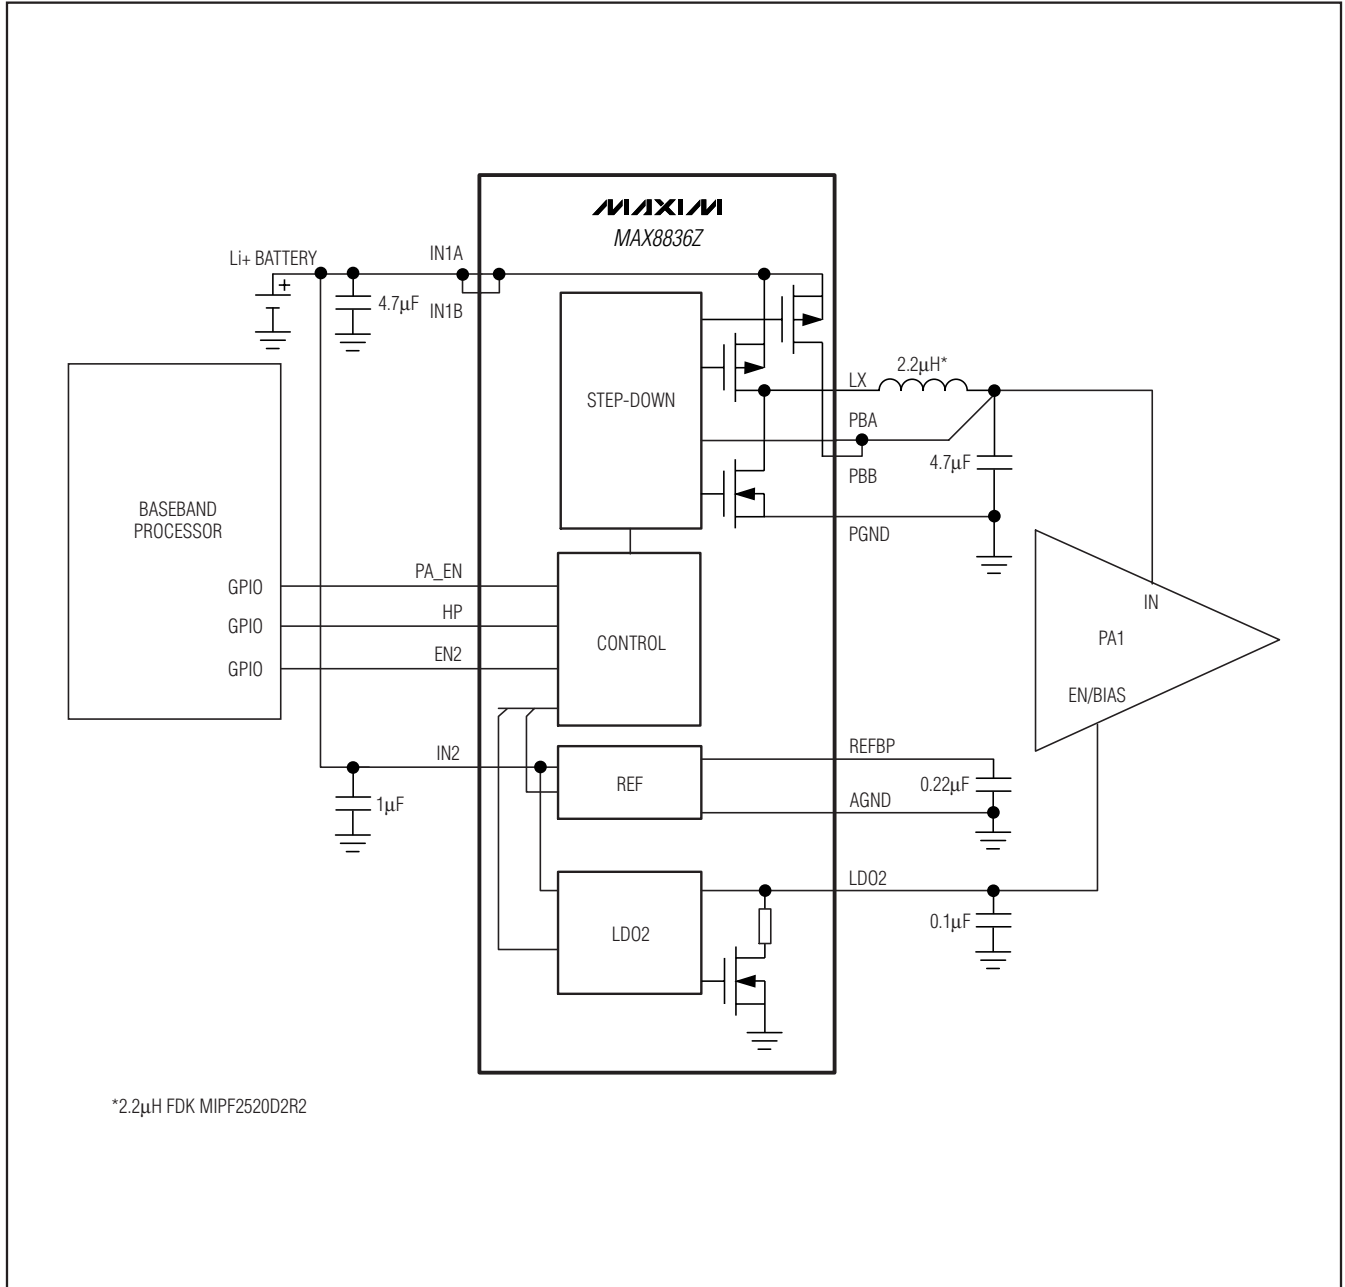 MAXIM
MAX8836Z
Li+ BATTERY
+
4.7µF
IN1A
IN1B
STEP-DOWN
LX
2.2µH*
PBA
PBB
4.7µF
PGND
BASEBAND
PROCESSOR
GPIO
PA_EN
GPIO
HP
GPIO
EN2
CONTROL
IN
PA1
EN/BIAS
IN2
1µF
REF
REFBP
0.22µF
AGND
LDO2
LDO2
0.1µF
*2.2µH FDK MIPF2520D2R2